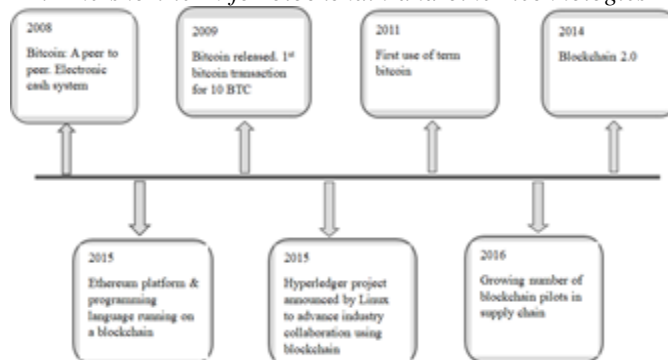 2008
Bitcoin: A peer to
peer. Electronic
cash system
2009
Bitcoin released. 1st
bitcoin transaction
for 10 BTC
2011
First use of term
bitcoin
2014
Blockchain 2.0
2015
Ethereum platform &
programming
language running on
a blockchain
2015
Hyperledger project
announced by Linux
to advance industry
collaboration using
blockchain
2016
Growing number of
blockchain pilots in
supply chain